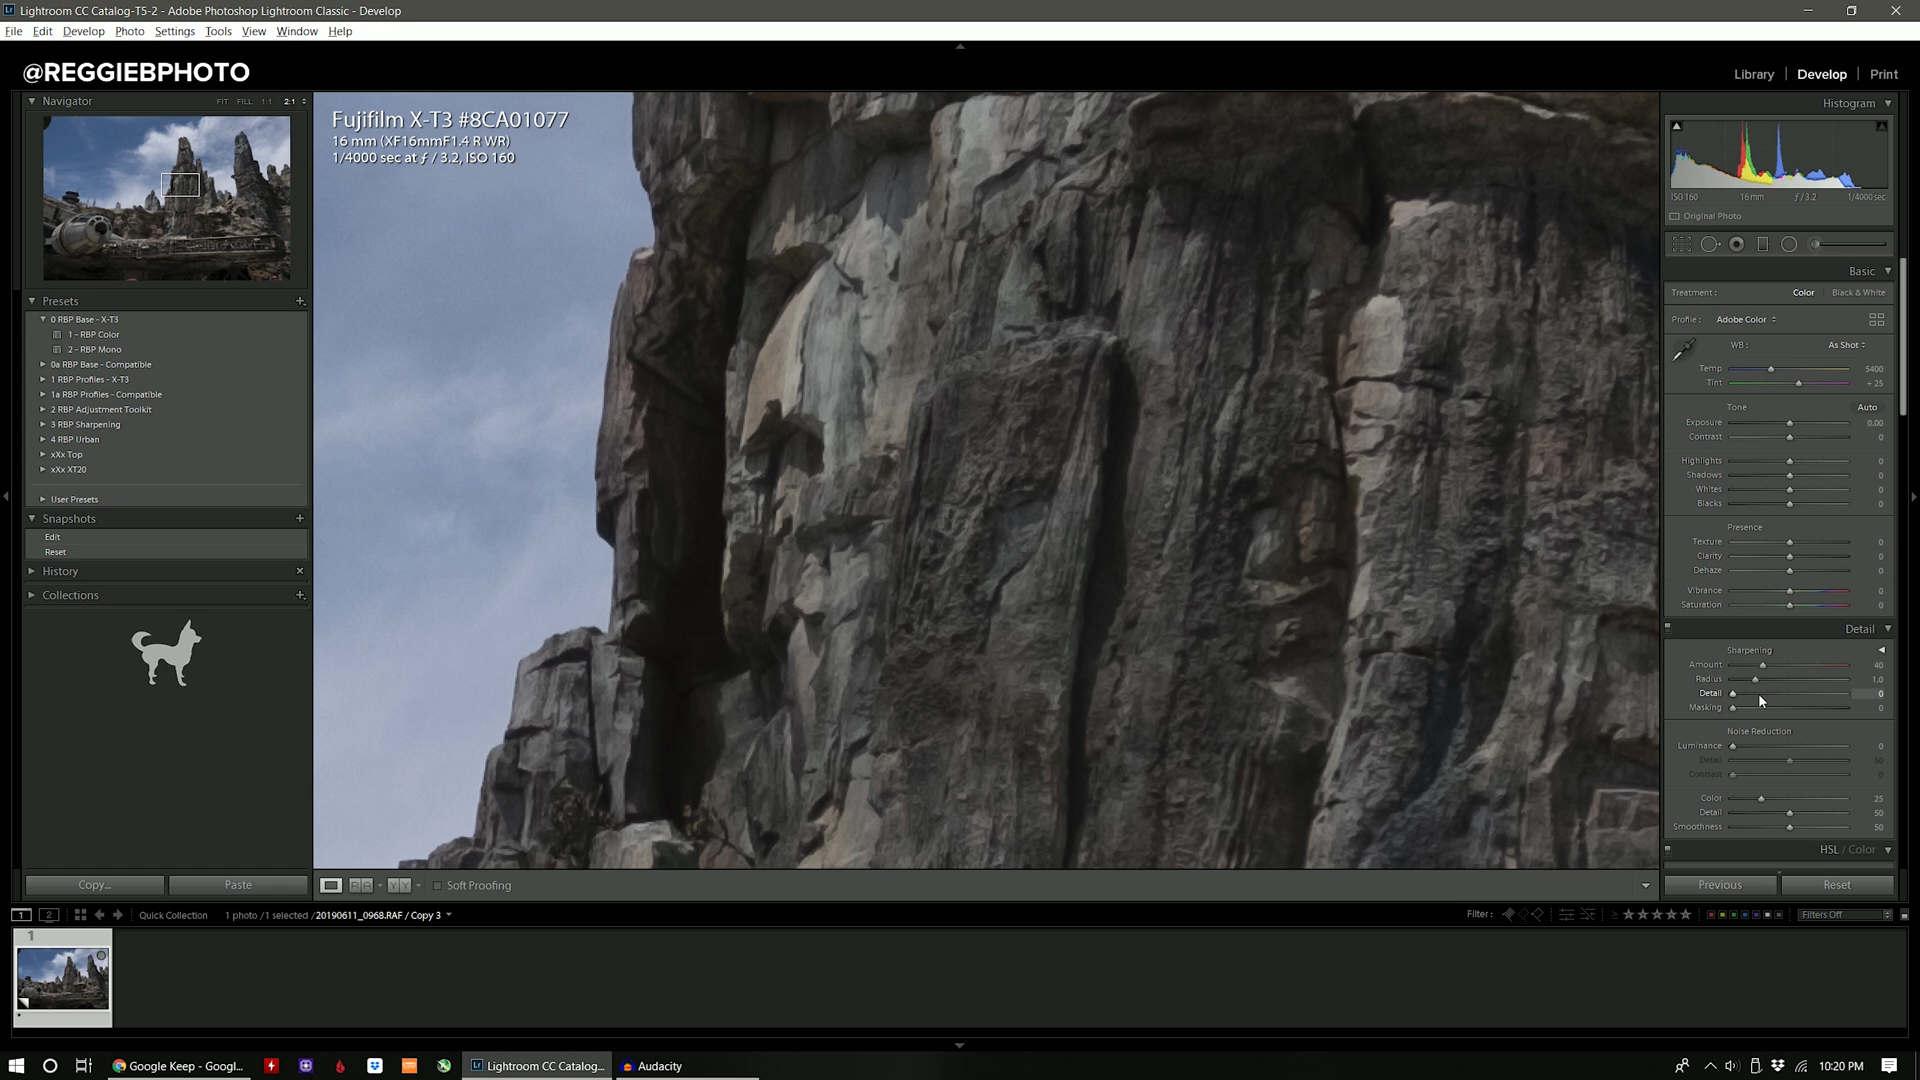 Lightroom CC Catalog-T5-2 - Adobe Photoshop Lightroom Classic - Develop
File Edit Develop Photo Settings Tools View Window Help
@REGGIEBPHOTO
Library | Develop | Print
Navigator FIT FILL 1:1 2:1
Fujifilm X-T3 #8CA01077
16 mm (XF16mmF1.4 R WR)
1/4000 sec at ƒ / 3.2, ISO 160
Presets
0 RBP Base - X-T3
1 - RBP Color
2 - RBP Mono
0a RBP Base - Compatible
1 RBP Profiles - X-T3
1a RBP Profiles - Compatible
2 RBP Adjustment Toolkit
3 RBP Sharpening
4 RBP Urban
xXx Top
xXx XT20
User Presets
Snapshots
Edit
Reset
History
Collections
Copy... Paste
Soft Proofing
Histogram
ISO 160 16 mm ƒ / 3.2 1/4000 sec
Original Photo
Basic
Treatment : Color Black & White
Profile : Adobe Color
WB : As Shot
Temp 5400
Tint + 25
Tone Auto
Exposure 0.00
Contrast 0
Highlights 0
Shadows 0
Whites 0
Blacks 0
Presence
Texture 0
Clarity 0
Dehaze 0
Vibrance 0
Saturation 0
Detail
Sharpening
Amount 40
Radius 1.0
Detail 0
Masking 0
Noise Reduction
Luminance 0
Detail 50
Contrast 0
Color 25
Detail 50
Smoothness 50
HSL / Color
Previous Reset
1 2 Quick Collection 1 photo / 1 selected / 20190611_0968.RAF / Copy 3 Filter : Filters Off
1
Google Keep - Googl... Lightroom CC Catalog... Audacity 10:20 PM